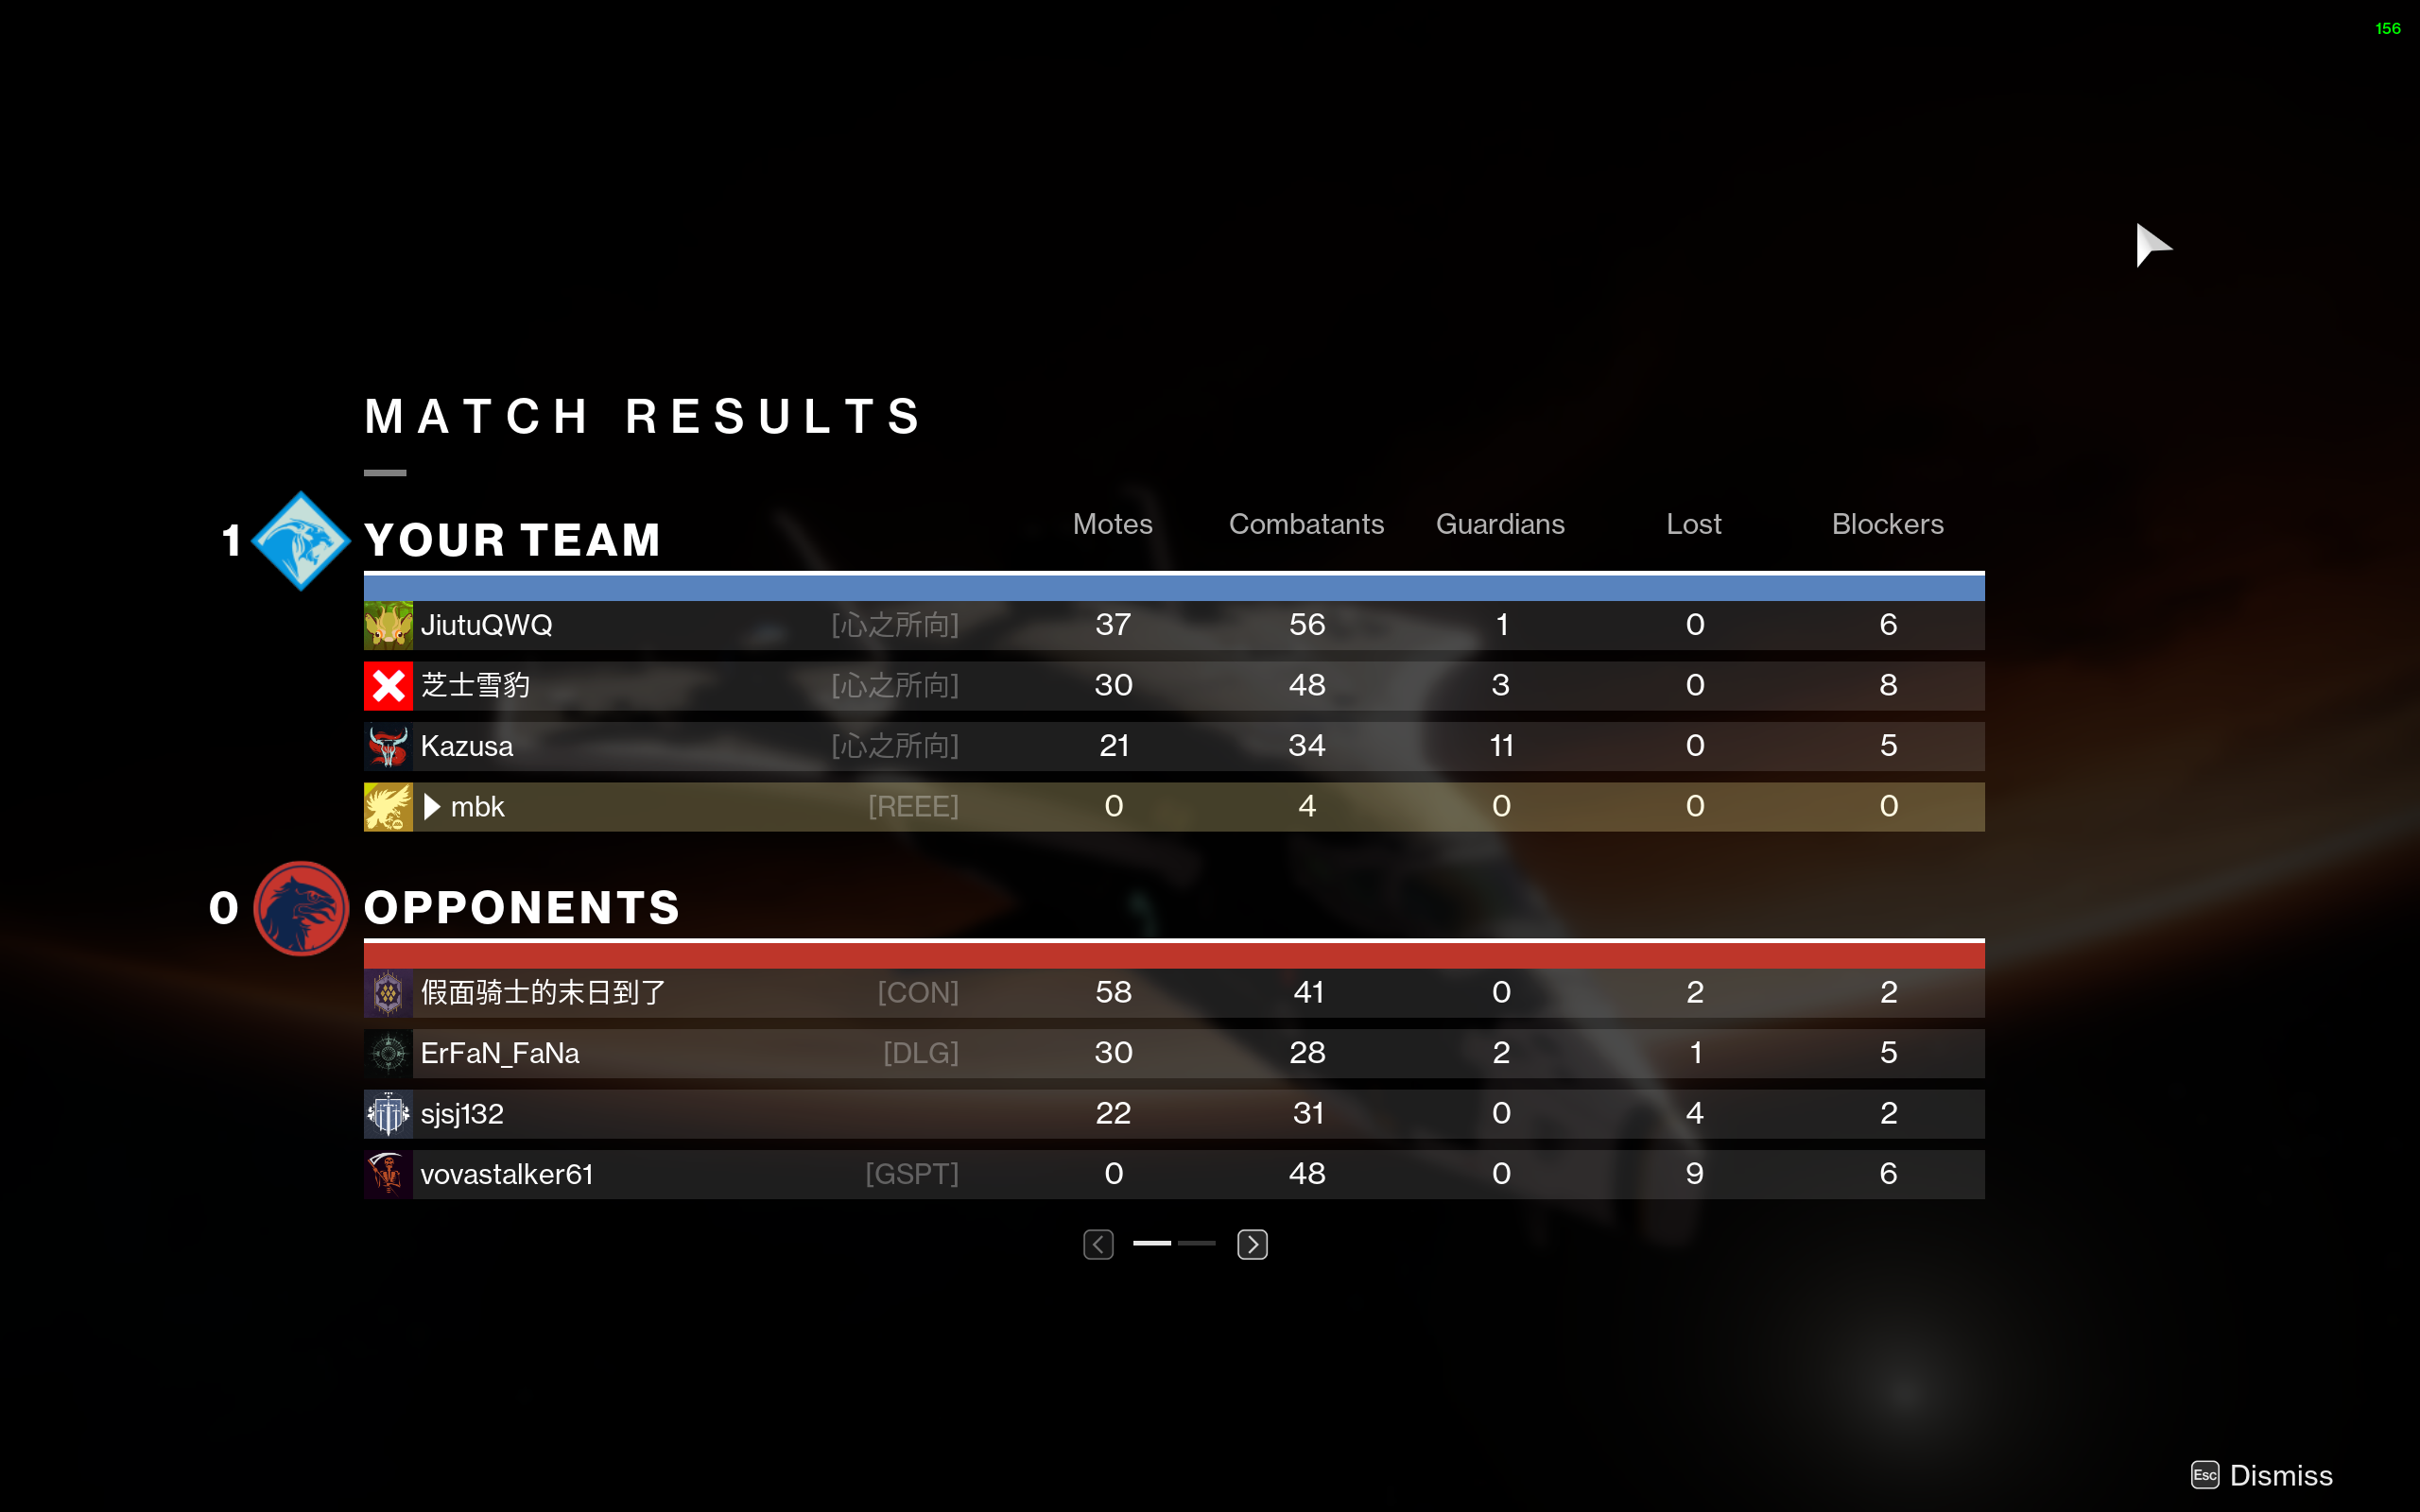 156
MATCH RESULTS
1 YOUR TEAM Motes Combatants Guardians Lost Blockers
JiutuQWQ [心之所向] 37 56 1 0 6
芝士雪豹 [心之所向] 30 48 3 0 8
Kazusa [心之所向] 21 34 11 0 5
mbk [REEE] 0 4 0 0 0
0 OPPONENTS
假面骑士的末日到了 [CON] 58 41 0 2 2
ErFaN_FaNa [DLG] 30 28 2 1 5
sjsj132 22 31 0 4 2
vovastalker61 [GSPT] 0 48 0 9 6
Esc Dismiss